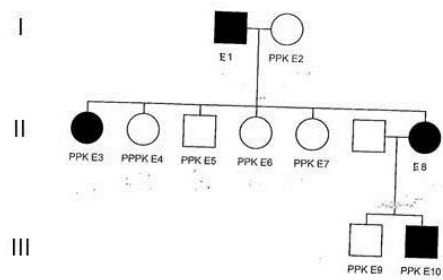 I
E1 PPK E2
II
PPK E3 PPPK E4 PPK E5 PPK E6 PPK E7 E8
III
PPK E9 PPK E10